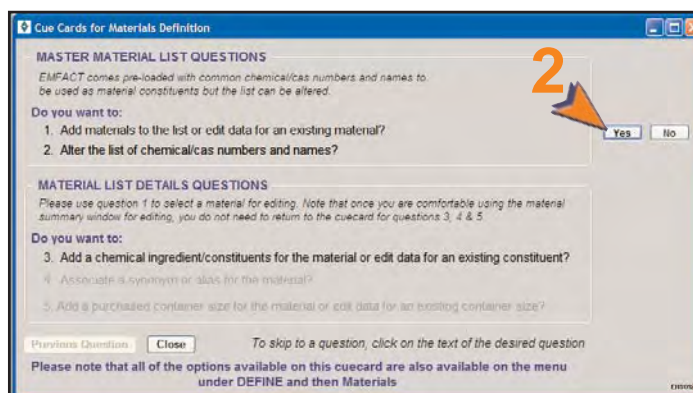 Cue Cards for Materials Definition
MASTER MATERIAL LIST QUESTIONS
EMFACT comes pre-loaded with common chemical/cas numbers and names to
be used as material constituents but the list can be altered.
Do you want to:
1. Add materials to the list or edit data for an existing material?
2. Alter the list of chemical/cas numbers and names?
2
Yes No
MATERIAL LIST DETAILS QUESTIONS
Please use question 1 to select a material for editing. Note that once you are comfortable using the material
summary window for editing, you do not need to return to the cuecard for questions 3, 4 & 5.
Do you want to:
3. Add a chemical ingredient/constituents for the material or edit data for an existing constituent?
4. Associate a synonym or alias for the material?
5. Add a purchased container size for the material or edit data for an existing container size?
Previous Question Close To skip to a question, click on the text of the desired question
Please note that all of the options available on this cuecard are also available on the menu
under DEFINE and then Materials